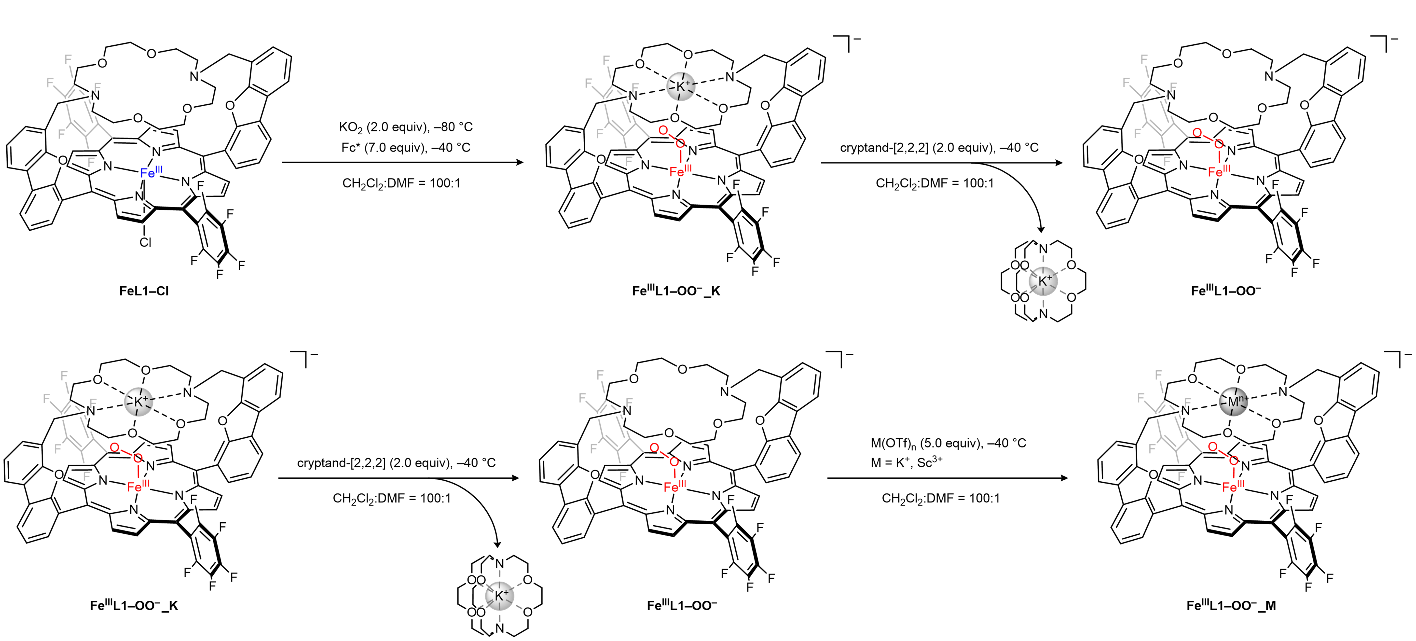 KO₂ (2.0 equiv), –80 °C
Fc* (7.0 equiv), –40 °C
CH₂Cl₂:DMF = 100:1
cryptand-[2,2,2] (2.0 equiv), –40 °C
CH₂Cl₂:DMF = 100:1
FeL1–Cl
FeᴵᴵᴵL1–OO⁻_K
Feᴵᴵᴵ​L1–OO⁻
cryptand-[2,2,2] (2.0 equiv), –40 °C
CH₂Cl₂:DMF = 100:1
M(OTf)ₙ (5.0 equiv), –40 °C
M = K⁺, Sc³⁺
CH₂Cl₂:DMF = 100:1
FeᴵᴵᴵL1–OO⁻_K
FeᴵᴵᴵL1–OO⁻
FeᴵᴵᴵL1–OO⁻_M